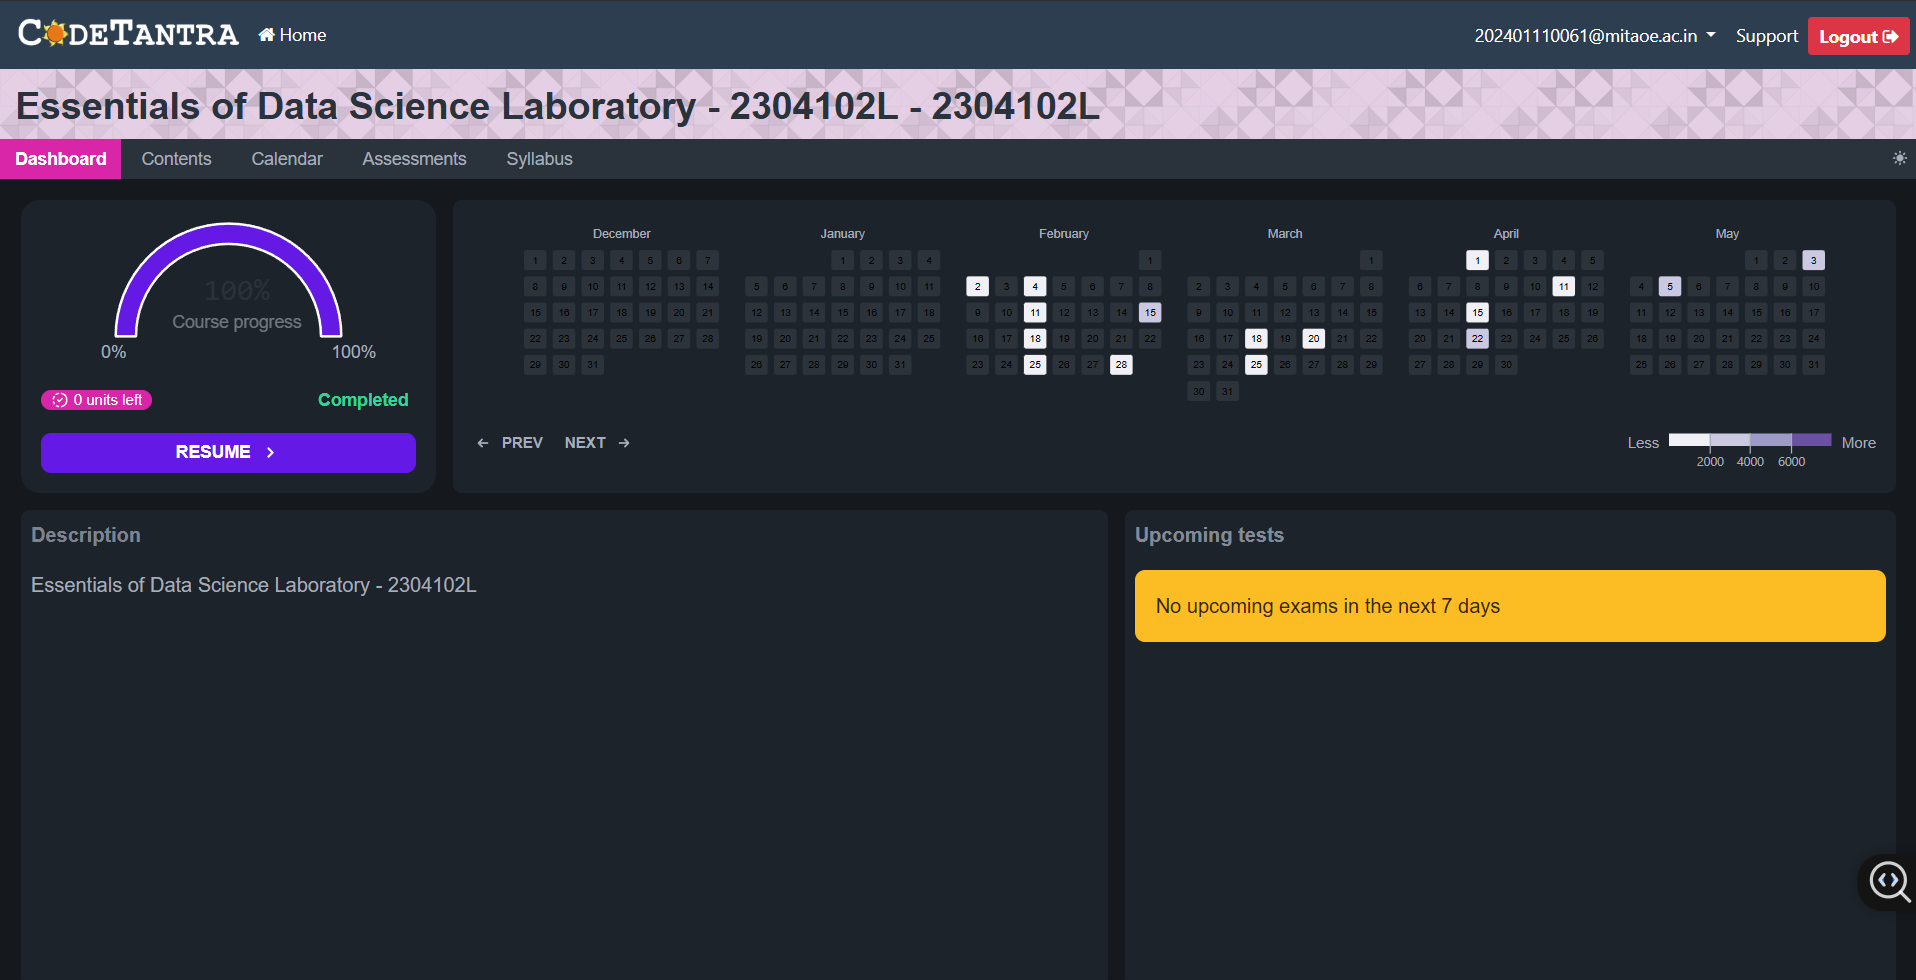 CODETANTRA Home 202401110061@mitaoe.ac.in Support Logout
Essentials of Data Science Laboratory - 2304102L - 2304102L
Dashboard Contents Calendar Assessments Syllabus
100%
Course progress
0% 100%
0 units left Completed
RESUME
December January February March April May
1 2 3 4 5 6 7 1 2 3 4 1 1 1 2 3 4 5 1 2 3
8 9 10 11 12 13 14 5 6 7 8 9 10 11 2 3 4 5 6 7 8 2 3 4 5 6 7 8 6 7 8 9 10 11 12 4 5 6 7 8 9 10
15 16 17 18 19 20 21 12 13 14 15 16 17 18 9 10 11 12 13 14 15 9 10 11 12 13 14 15 13 14 15 16 17 18 19 11 12 13 14 15 16 17
22 23 24 25 26 27 28 19 20 21 22 23 24 25 16 17 18 19 20 21 22 16 17 18 19 20 21 22 20 21 22 23 24 25 26 18 19 20 21 22 23 24
29 30 31 26 27 28 29 30 31 23 24 25 26 27 28 23 24 25 26 27 28 29 27 28 29 30 25 26 27 28 29 30 31
30 31
← PREV NEXT →
Less More
2000 4000 6000
Description
Essentials of Data Science Laboratory - 2304102L
Upcoming tests
No upcoming exams in the next 7 days